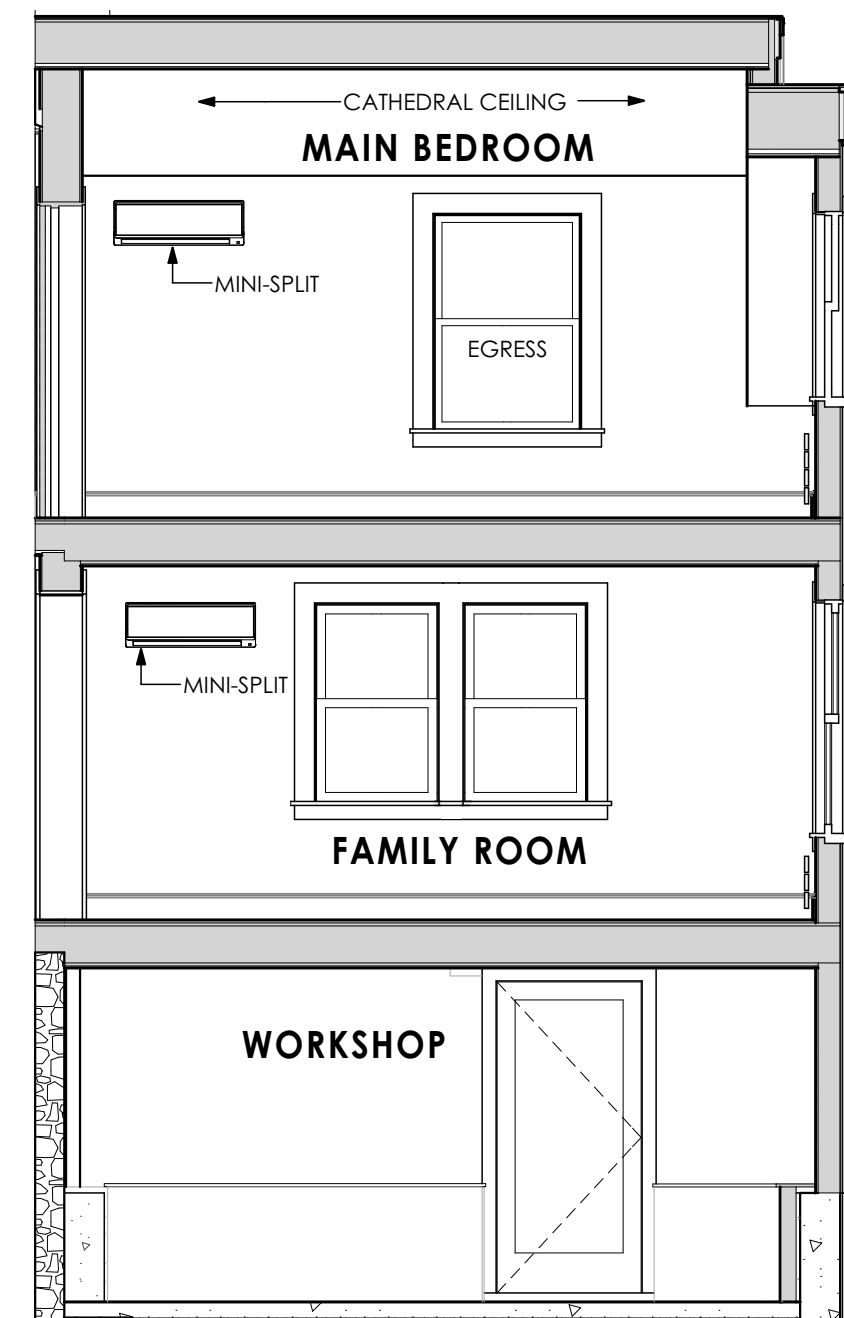 CATHEDRAL CEILING
MAIN BEDROOM
MINI-SPLIT
EGRESS
MINI-SPLIT
FAMILY ROOM
WORKSHOP